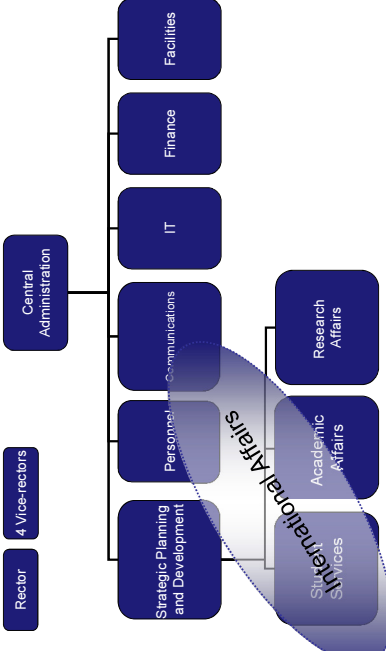 Rector
4 Vice-rectors
Central
Administration
Strategic Planning
and Development
Personnel
Communications
IT
Finance
Facilities
Student
Services
Academic
Affairs
Research
Affairs
International Affairs